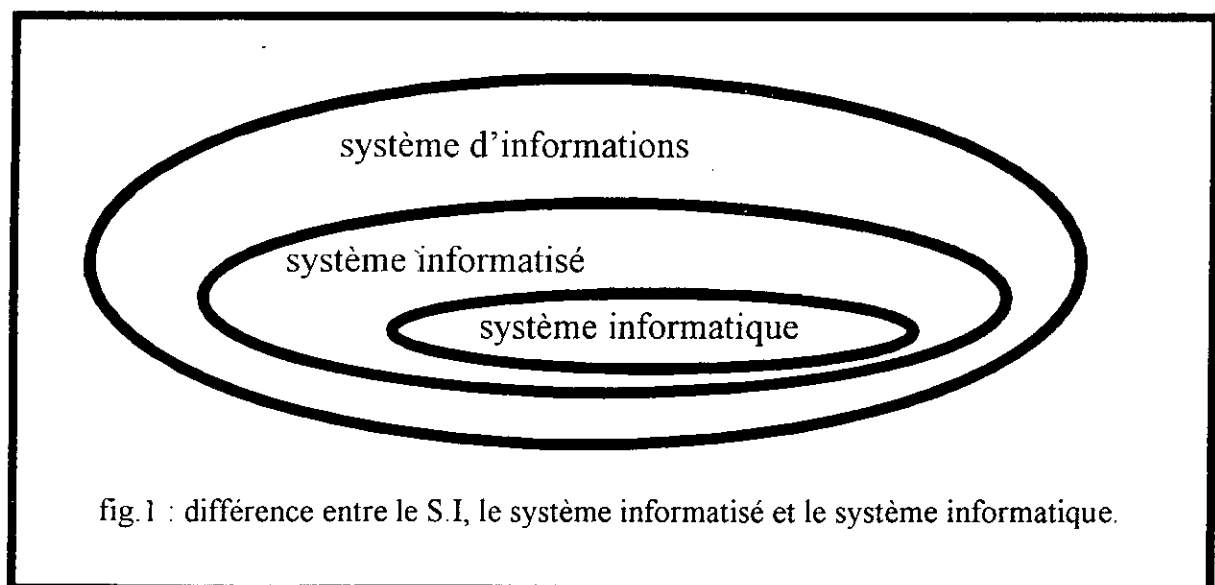 système d'informations
système informatisé
système informatique
fig.1 : différence entre le S.I, le système informatisé et le système informatique.